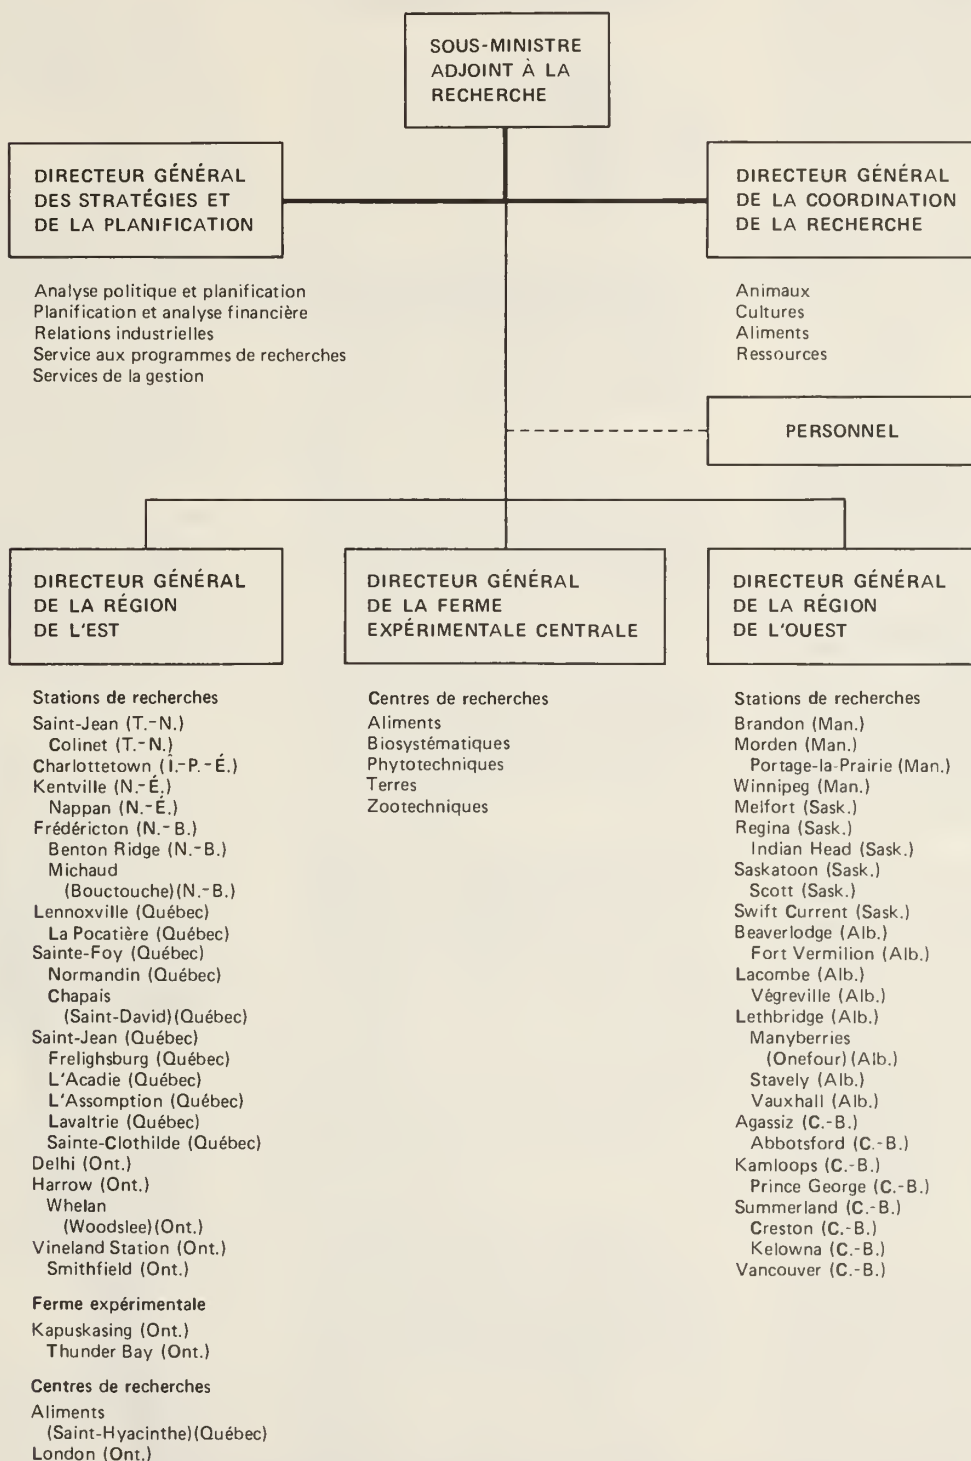 SOUS-MINISTRE
ADJOINT À LA
RECHERCHE
DIRECTEUR GÉNÉRAL
DES STRATÉGIES ET
DE LA PLANIFICATION
Analyse politique et planification
Planification et analyse financière
Relations industrielles
Service aux programmes de recherches
Services de la gestion
DIRECTEUR GÉNÉRAL
DE LA COORDINATION
DE LA RECHERCHE
Animaux
Cultures
Aliments
Ressources
PERSONNEL
DIRECTEUR GÉNÉRAL
DE LA RÉGION
DE L'EST
Stations de recherches
Saint-Jean (T.-N.)
Colinet (T.-N.)
Charlottetown (Î.-P.-É.)
Kentville (N.-É.)
Nappan (N.-É.)
Frédéricton (N.-B.)
Benton Ridge (N.-B.)
Michaud
(Bouctouche)(N.-B.)
Lennoxville (Québec)
La Pocatière (Québec)
Sainte-Foy (Québec)
Normandin (Québec)
Chapais
(Saint-David)(Québec)
Saint-Jean (Québec)
Frelighsburg (Québec)
L'Acadie (Québec)
L'Assomption (Québec)
Lavaltrie (Québec)
Sainte-Clothilde (Québec)
Delhi (Ont.)
Harrow (Ont.)
Whelan
(Woodslee)(Ont.)
Vineland Station (Ont.)
Smithfield (Ont.)
Ferme expérimentale
Kapuskasing (Ont.)
Thunder Bay (Ont.)
Centres de recherches
Aliments
(Saint-Hyacinthe)(Québec)
London (Ont.)
DIRECTEUR GÉNÉRAL
DE LA FERME
EXPÉRIMENTALE CENTRALE
Centres de recherches
Aliments
Biosystématiques
Phytotechniques
Terres
Zootechniques
DIRECTEUR GÉNÉRAL
DE LA RÉGION
DE L'OUEST
Stations de recherches
Brandon (Man.)
Morden (Man.)
Portage-la-Prairie (Man.)
Winnipeg (Man.)
Melfort (Sask.)
Regina (Sask.)
Indian Head (Sask.)
Saskatoon (Sask.)
Scott (Sask.)
Swift Current (Sask.)
Beaverlodge (Alb.)
Fort Vermilion (Alb.)
Lacombe (Alb.)
Végreville (Alb.)
Lethbridge (Alb.)
Manyberries
(Onefour)(Alb.)
Stavely (Alb.)
Vauxhall (Alb.)
Agassiz (C.-B.)
Abbotsford (C.-B.)
Kamloops (C.-B.)
Prince George (C.-B.)
Summerland (C.-B.)
Creston (C.-B.)
Kelowna (C.-B.)
Vancouver (C.-B.)